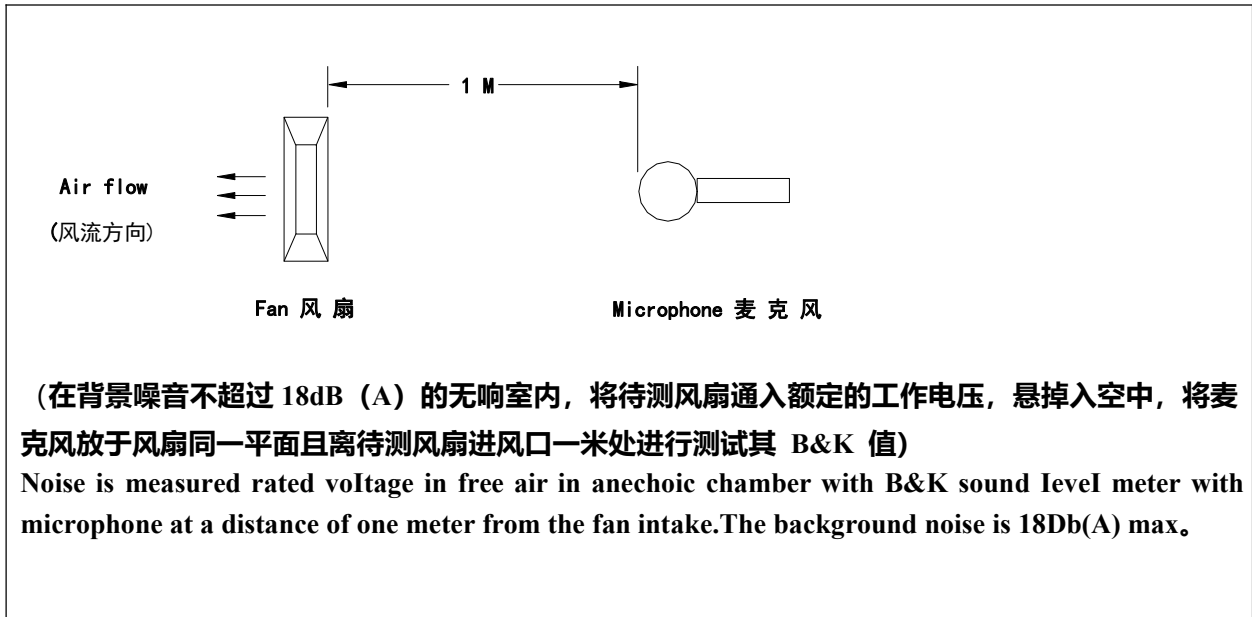 1 M
Air flow
(风流方向)
Fan 风 扇
Microphone 麦 克 风
（在背景噪音不超过 18dB（A）的无响室内，将待测风扇通入额定的工作电压，悬掉入空中，将麦
克风放于风扇同一平面且离待测风扇进风口一米处进行测试其 B&K 值)
Noise is measured rated voItage in free air in anechoic chamber with B&K sound IeveI meter with
microphone at a distance of one meter from the fan intake.The background noise is 18Db(A) max。